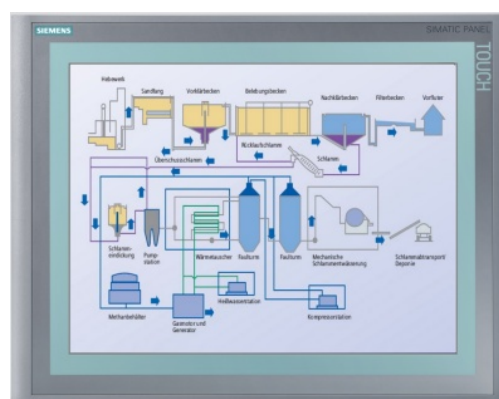 SIEMENS
SIMATIC PANEL
TOUCH
Hebewerk
Sandfang
Vorklärbecken
Belebungsbecken
Nachklärbecken
Filterbecken
Vorfluter
Rücklaufschlamm
Überschussschlamm
Schlamm
Schlamm-
eindickung
Pump-
station
Wärmetauscher
Faulturm
Faulturm
Mechanische
Schlammentwässerung
Schlammabtransport
Deponie
Methanbehälter
Gasmotor und
Generator
Heißwasserstation
Kompressorstation